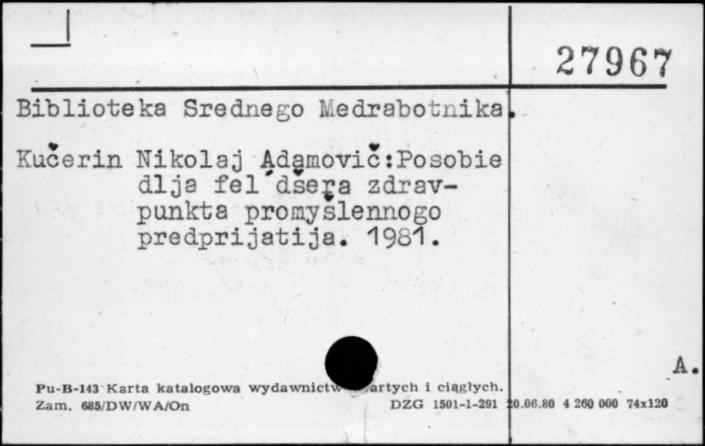 27967
Biblioteka Srednego Medrabotnika.
Kučerin Nikolaj Adamovič:Posobie
dlja fel'dšera zdrav-
punkta promyšlennogo
predprijatija. 1981.
A.
Pu-B-143 Karta katalogowa wydawnictw artych i ciągłych.
Zam. 685/DW/WA/On DZG 1501-1-291 20.06.80 4 260 000 74x120